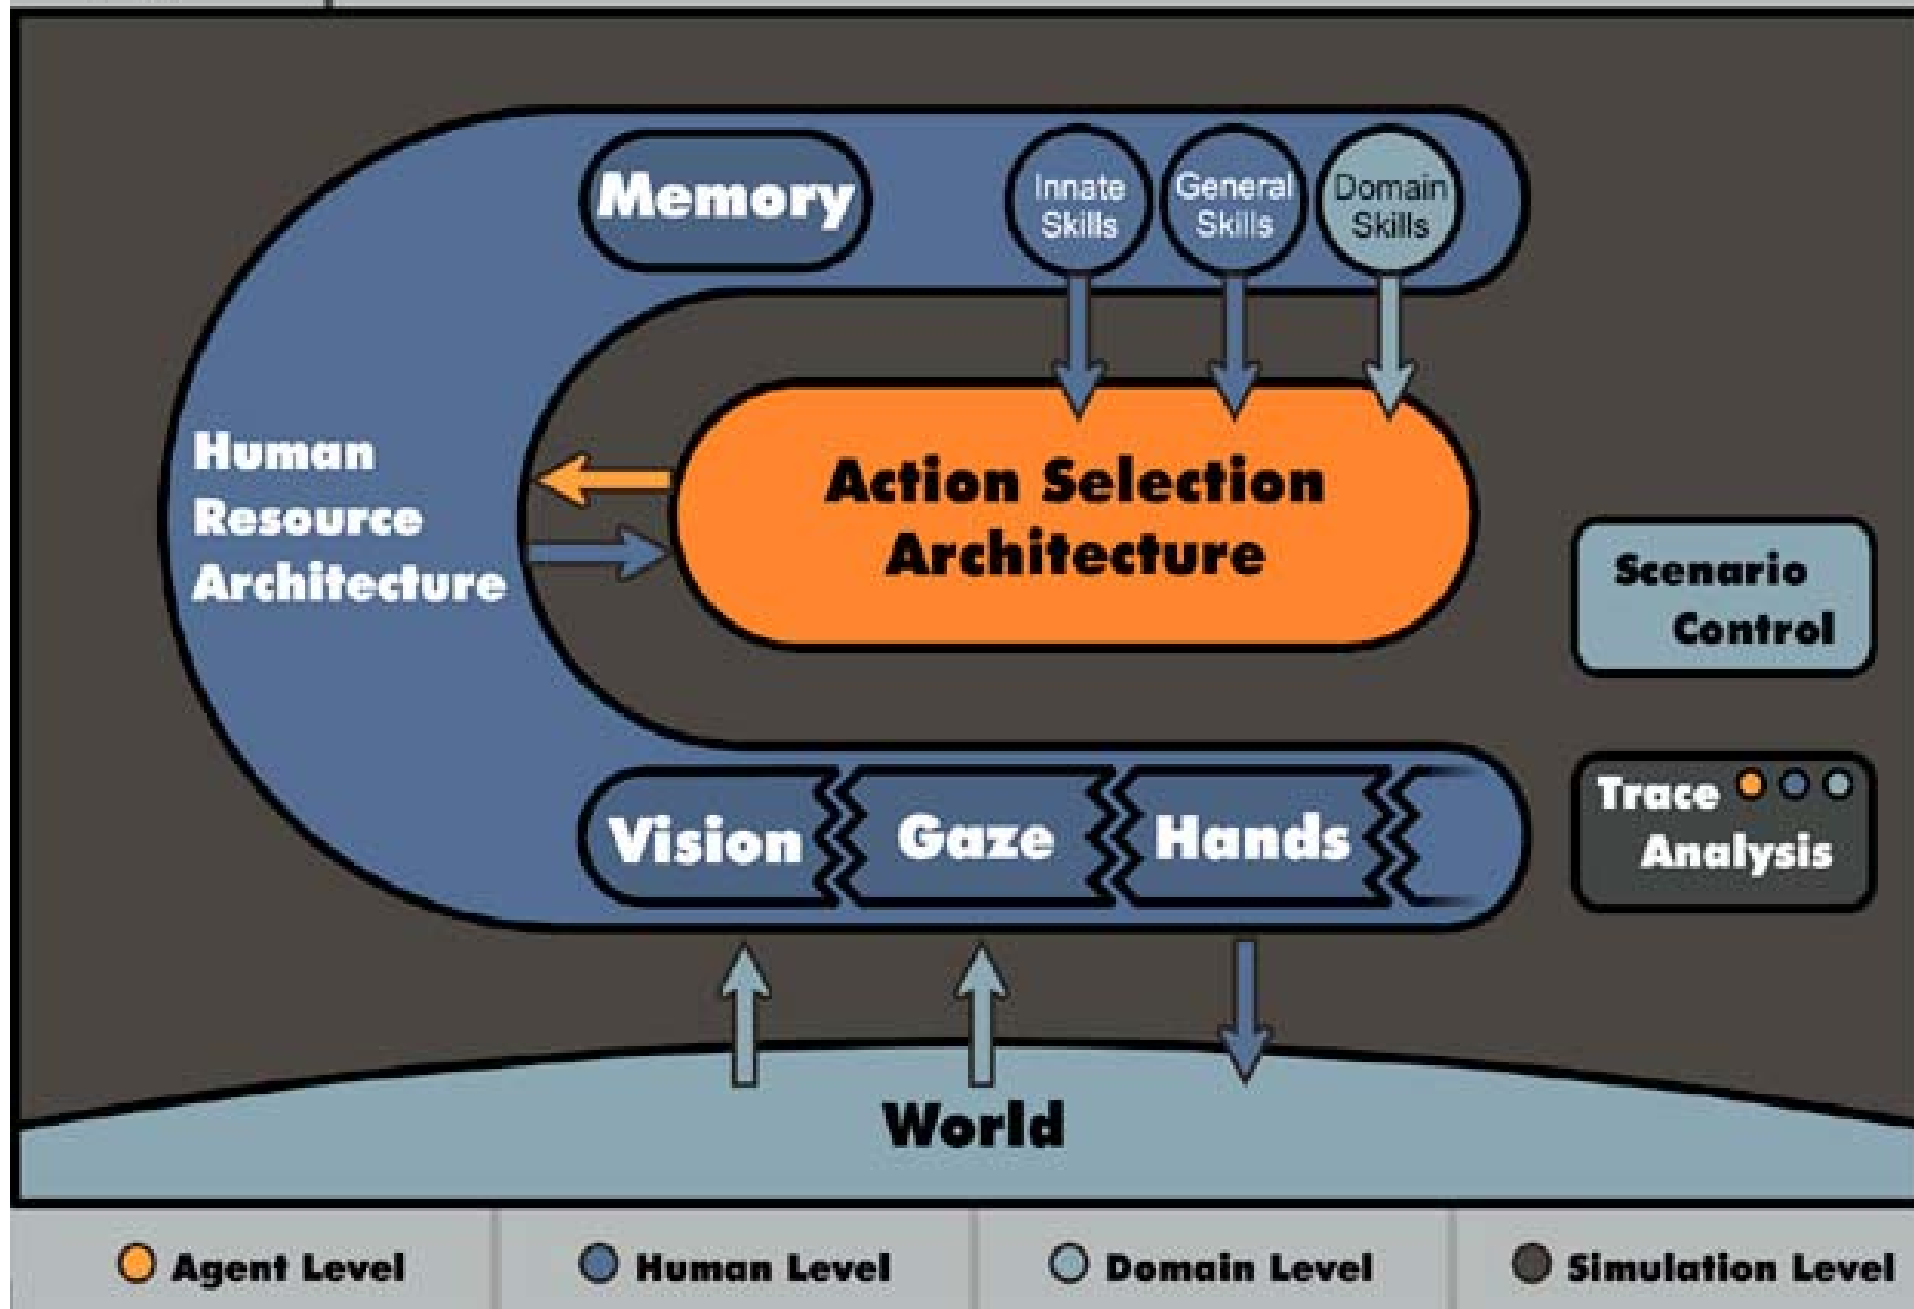 Memory
Innate
Skills
General
Skills
Domain
Skills
Human
Resource
Architecture
Action Selection
Architecture
Scenario
Control
Trace
Analysis
Vision
Gaze
Hands
World
Agent Level
Human Level
Domain Level
Simulation Level